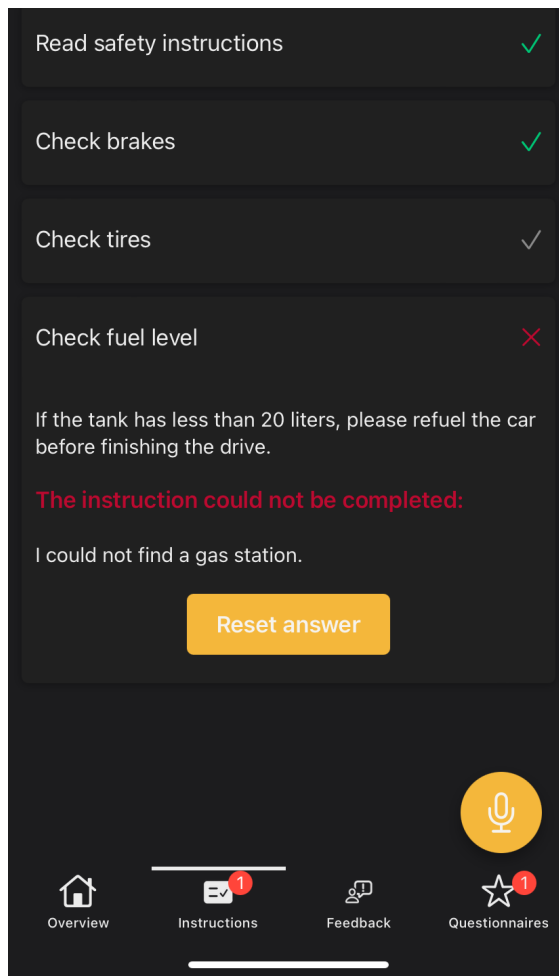 Read safety instructions
Check brakes
Check tires
Check fuel level
If the tank has less than 20 liters, please refuel the car
before finishing the drive.
The instruction could not be completed:
I could not find a gas station.
Reset answer
1
1
Overview
Instructions
Feedback
Questionnaires